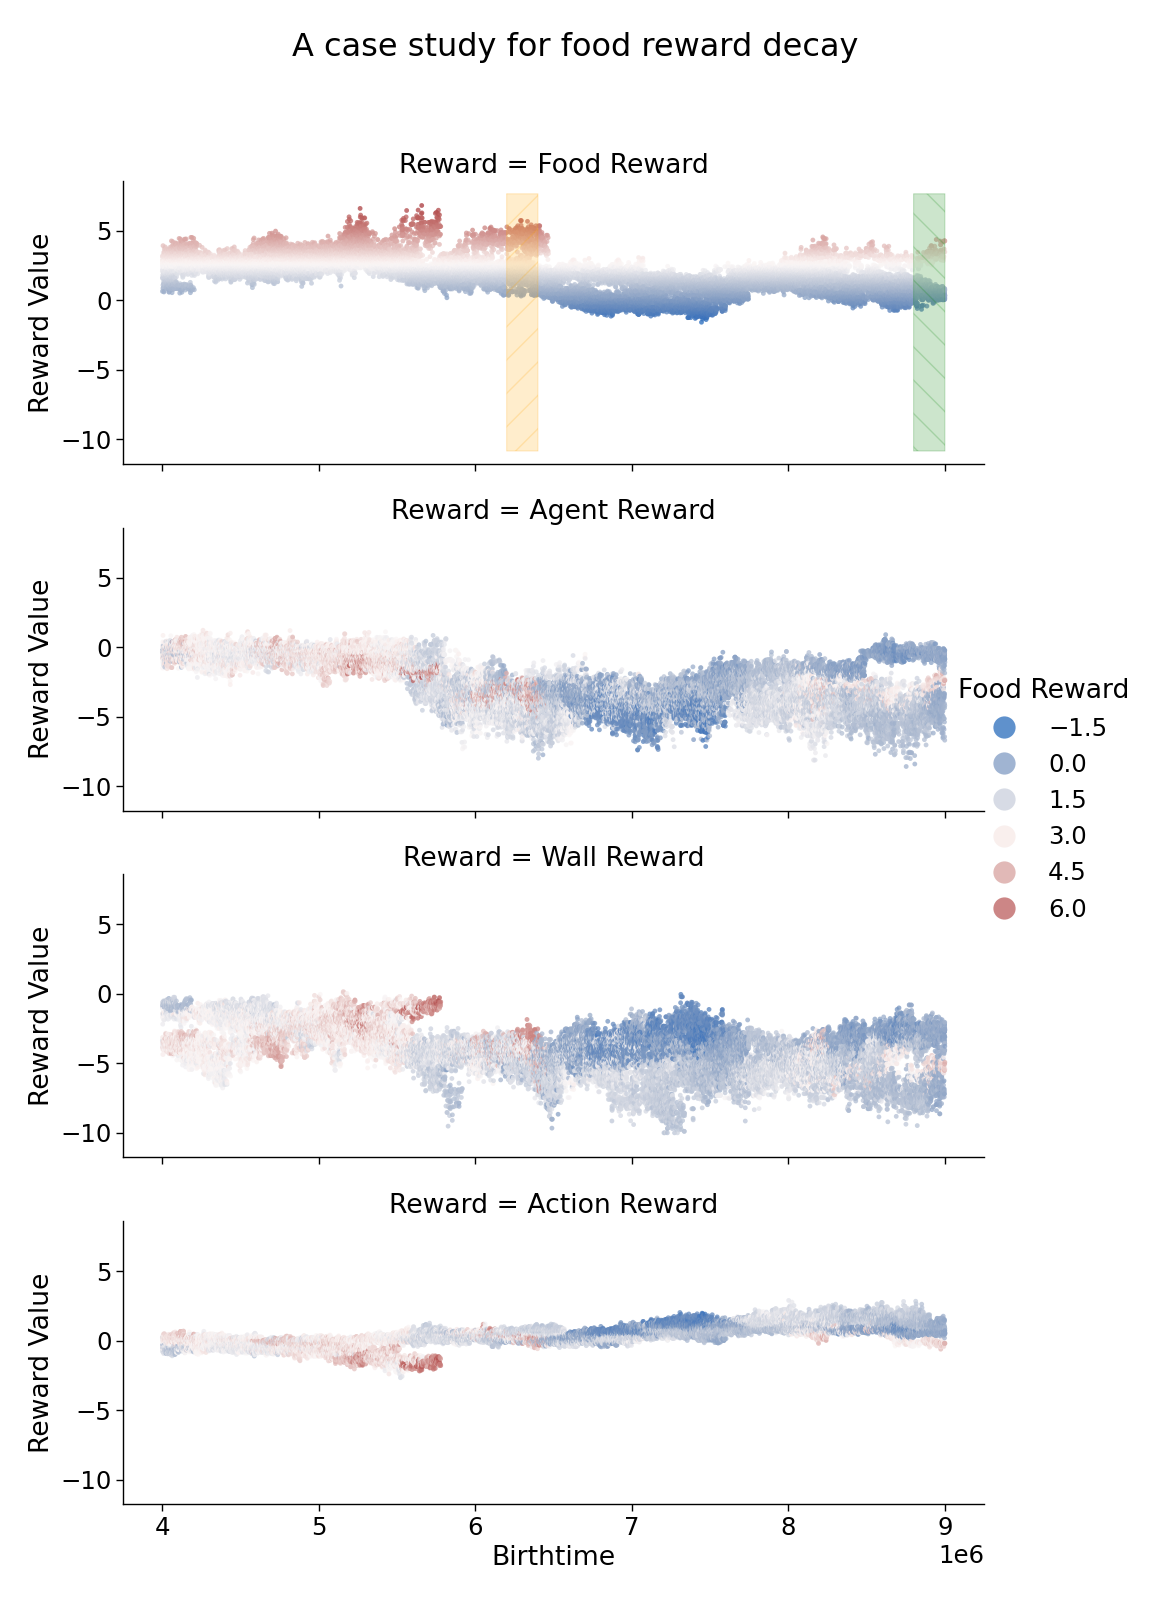 A case study for food reward decay
Reward = Food Reward
Reward Value
5
0
−5
−10
Reward = Agent Reward
Reward Value
5
0
−5
−10
Food Reward
−1.5
0.0
1.5
3.0
4.5
6.0
Reward = Wall Reward
Reward Value
5
0
−5
−10
Reward = Action Reward
Reward Value
5
0
−5
−10
4 5 6 7 8 9
1e6
Birthtime